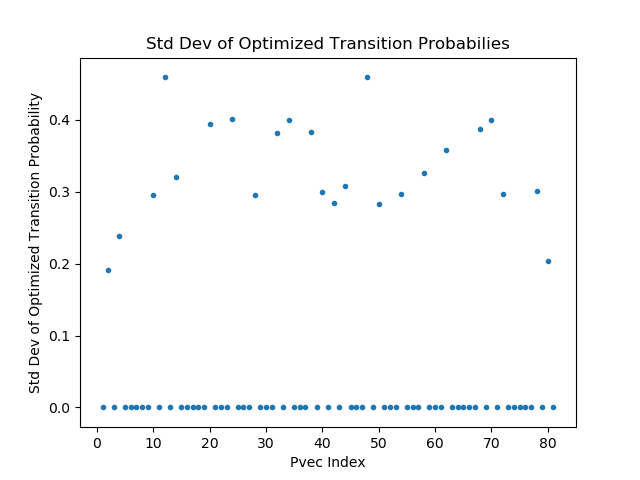 Std Dev of Optimized Transition Probabilies
Std Dev of Optimized Transition Probability
0.4
0.3
0.2
0.1
0.0
0 10 20 30 40 50 60 70 80
Pvec Index